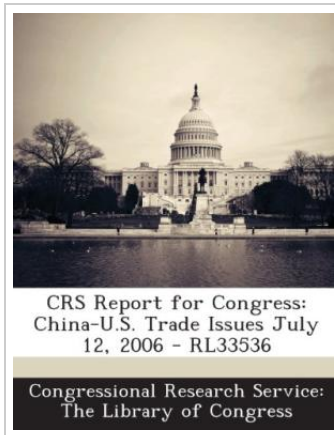 CRS Report for Congress:
China-U.S. Trade Issues July
12, 2006 - RL33536
Congressional Research Service:
The Library of Congress